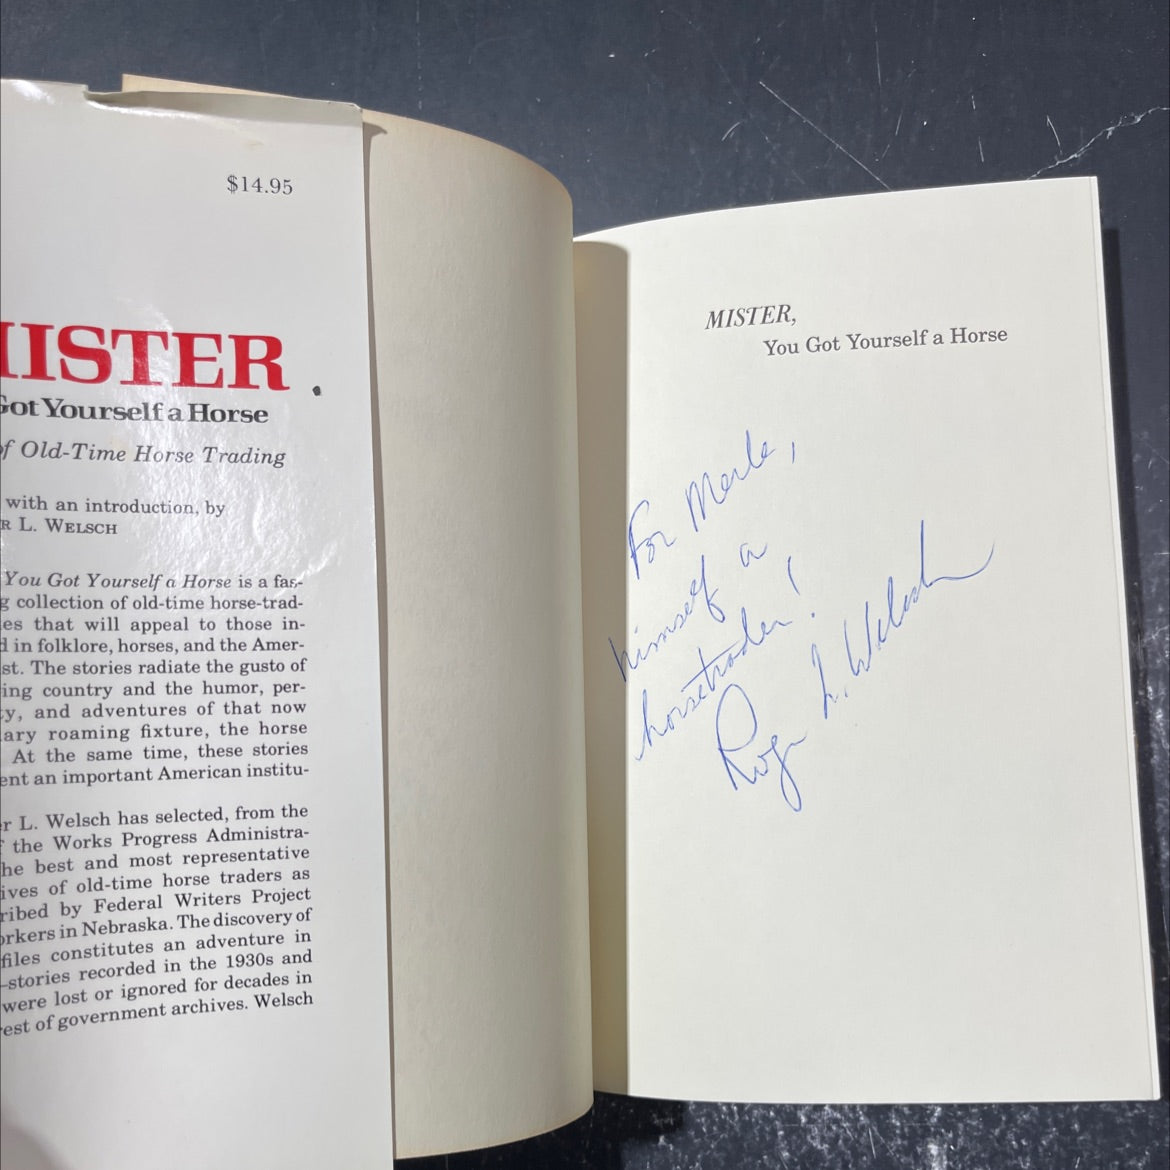 $14.95
MISTER
Got Yourself a Horse
of Old-Time Horse Trading
with an introduction, by
R L. WELSCH
You Got Yourself a Horse is a fas-
g collection of old-time horse-trad-
es that will appeal to those in-
d in folklore, horses, and the Amer-
st. The stories radiate the gusto of
ing country and the humor, per-
y, and adventures of that now
ary roaming fixture, the horse
At the same time, these stories
ent an important American institu-
r L. Welsch has selected, from the
f the Works Progress Administra-
he best and most representative
ives of old-time horse traders as
ribed by Federal Writers Project
orkers in Nebraska. The discovery of
files constitutes an adventure in
—stories recorded in the 1930s and
were lost or ignored for decades in
est of government archives. Welsch
MISTER,
You Got Yourself a Horse
For Merle,
himself a
horsetrader!
Roger L. Welsch